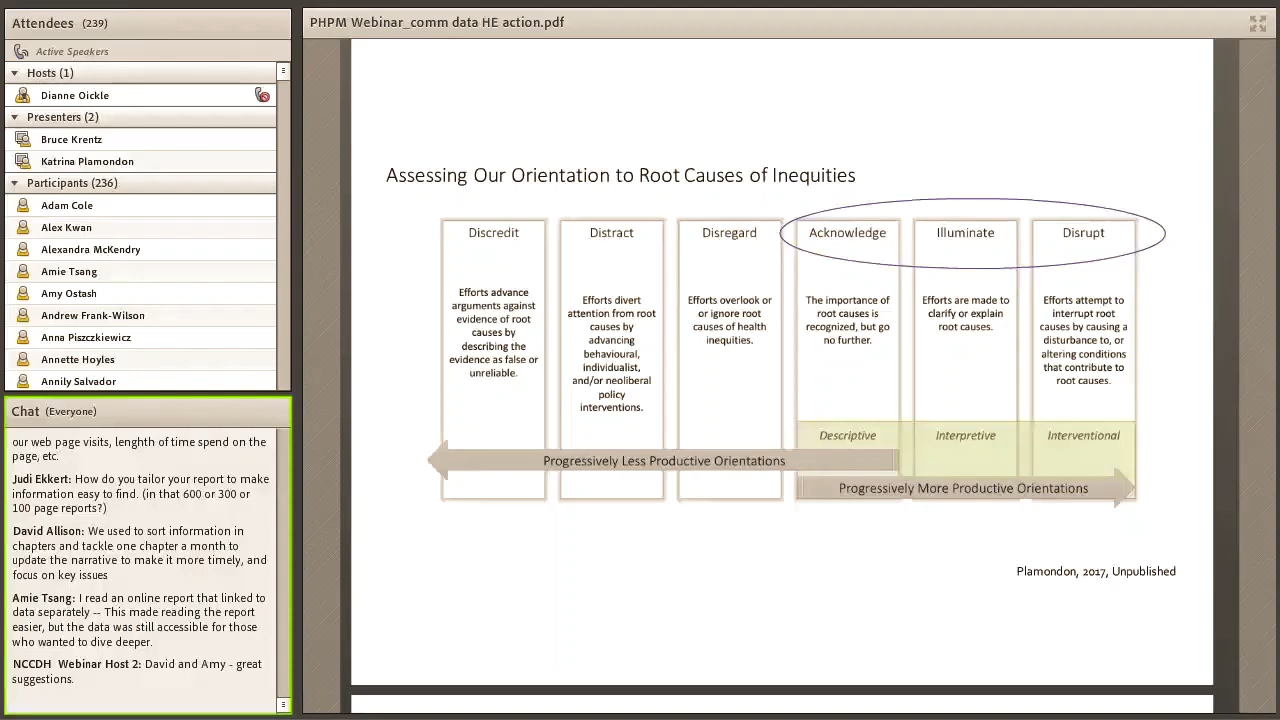 Attendees (239)
Active Speakers
Hosts (1)
Dianne Oickle
Presenters (2)
Bruce Krentz
Katrina Plamondon
Participants (236)
Adam Cole
Alex Kwan
Alexandra McKendry
Amie Tsang
Amy Ostash
Andrew Frank-Wilson
Anna Piszczkiewicz
Annette Hoyles
Annily Salvador
Chat (Everyone)
our web page visits, lenghth of time spend on the
page, etc.
Judi Ekkert: How do you tailor your report to make
information easy to find. (in that 600 or 300 or
100 page reports?)
David Allison: We used to sort information in
chapters and tackle one chapter a month to
update the narrative to make it more timely, and
focus on key issues
Amie Tsang: I read an online report that linked to
data separately -- This made reading the report
easier, but the data was still accessible for those
who wanted to dive deeper.
NCCDH Webinar Host 2: David and Amy - great
suggestions.
PHPM Webinar_comm data HE action.pdf
Assessing Our Orientation to Root Causes of Inequities
Discredit
Efforts advance
arguments against
evidence of root
causes by
describing the
evidence as false or
unreliable.
Distract
Efforts divert
attention from root
causes by
advancing
behavioural,
individualist,
and/or neoliberal
policy
interventions.
Disregard
Efforts overlook or
ignore root
causes of health
inequities.
Acknowledge
The importance of
root causes is
recognized, but go
no further.
Descriptive
Illuminate
Efforts are made to
clarify or explain
root causes.
Interpretive
Disrupt
Efforts attempt to
interrupt root
causes by causing a
disturbance to, or
altering conditions
that contribute to
root causes.
Interventional
Progressively Less Productive Orientations
Progressively More Productive Orientations
Plamondon, 2017, Unpublished